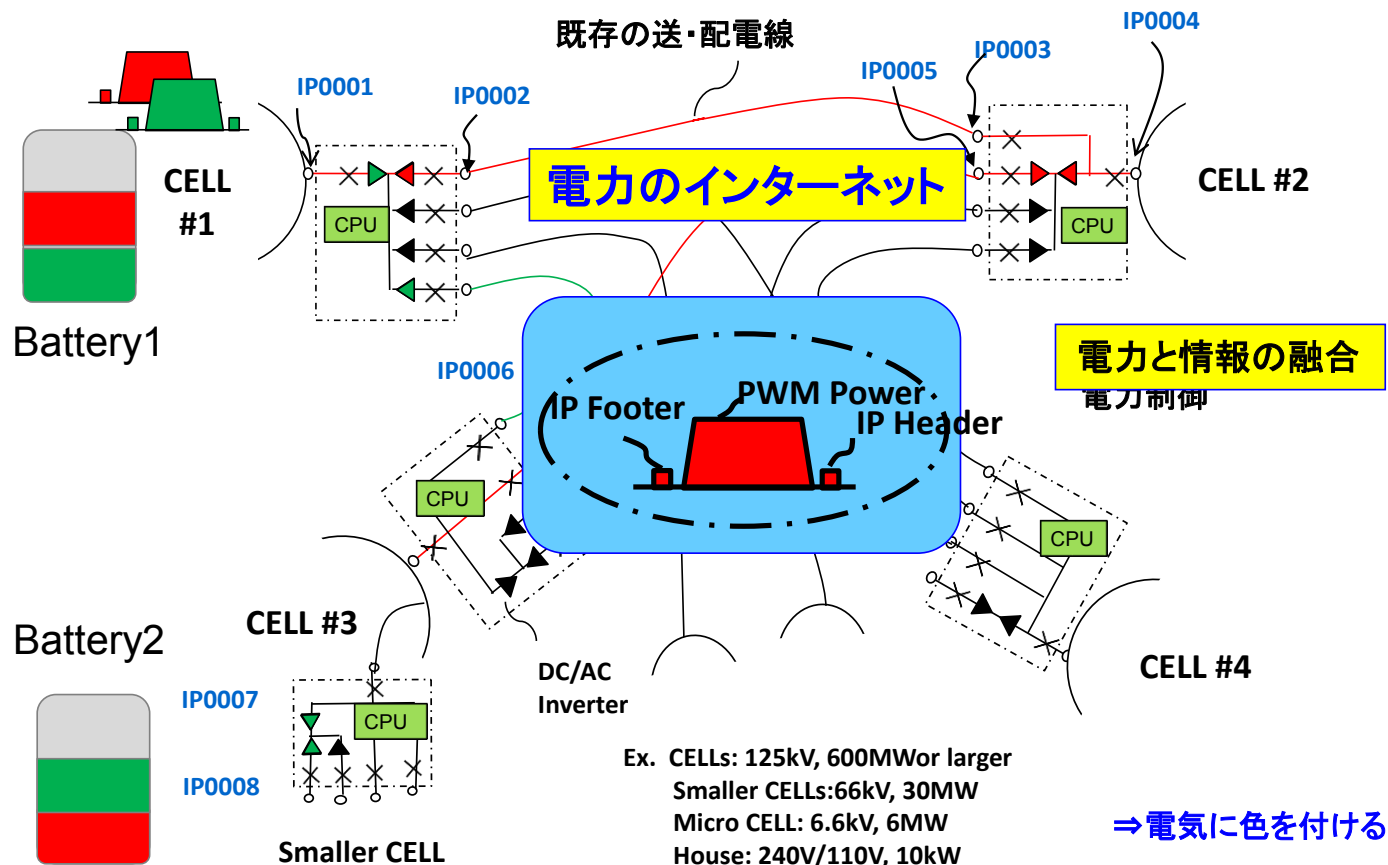 既存の送・配電線
IP0004
IP0003
IP0005
IP0001
IP0002
電力のインターネット
CELL
#1
CELL #2
CPU
CPU
Battery1
電力と情報の融合
電力制御
IP0006
PWM Power
IP Footer
IP Header
CPU
CPU
CELL #3
Battery2
DC/AC
Inverter
CELL #4
IP0007
CPU
IP0008
Ex. CELLs: 125kV, 600MWor larger
Smaller CELLs:66kV, 30MW
Micro CELL: 6.6kV, 6MW
House: 240V/110V, 10kW
⇒電気に色を付ける
Smaller CELL